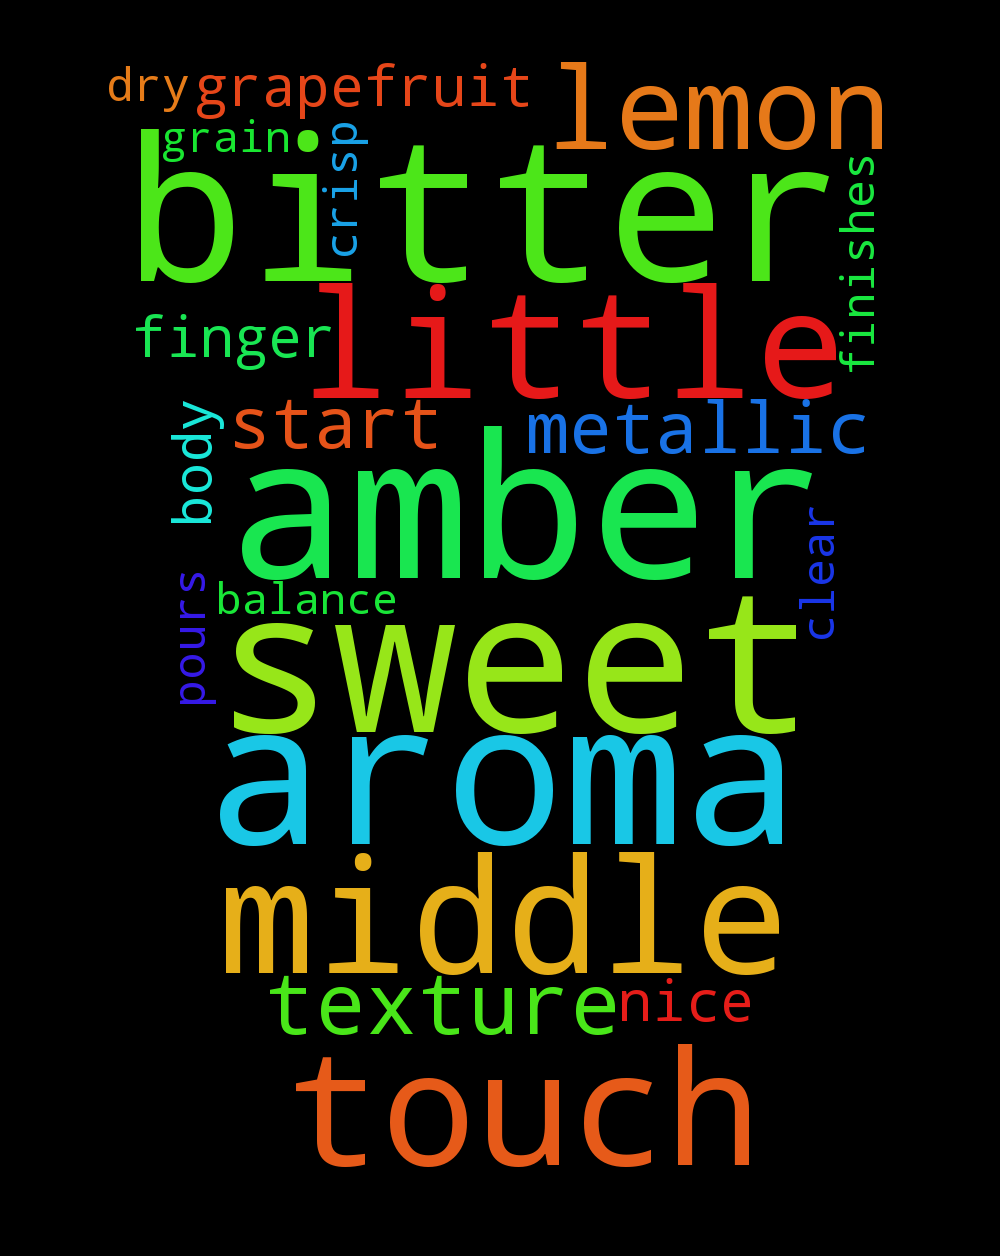 dry
grapefruit
lemon
grain
crisp
bitter
finishes
finger
little
body
start
metallic
amber
clear
pours
balance
sweet
aroma
middle
texture
nice
touch